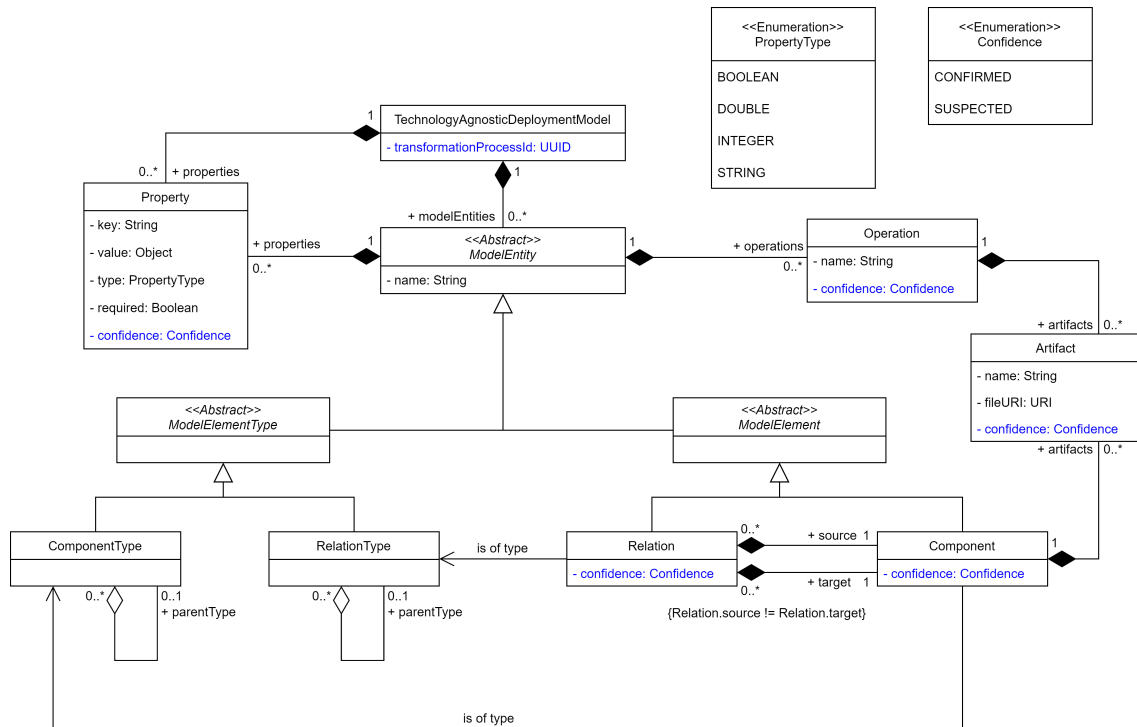 <<Enumeration>>
PropertyType
BOOLEAN
DOUBLE
INTEGER
STRING
<<Enumeration>>
Confidence
CONFIRMED
SUSPECTED
TechnologyAgnosticDeploymentModel
- transformationProcessId: UUID
1
1
0..*
+ properties
+ modelEntities
0..*
Property
- key: String
- value: Object
- type: PropertyType
- required: Boolean
- confidence: Confidence
+ properties
0..*
1
<<Abstract>>
ModelEntity
- name: String
1
+ operations
0..*
Operation
- name: String
- confidence: Confidence
1
+ artifacts
0..*
Artifact
- name: String
- fileURI: URI
- confidence: Confidence
+ artifacts
0..*
<<Abstract>>
ModelElementType
<<Abstract>>
ModelElement
ComponentType
0..*
0..1
+ parentType
RelationType
0..*
0..1
+ parentType
is of type
Relation
- confidence: Confidence
0..*
+ source
1
0..*
+ target
1
{Relation.source != Relation.target}
Component
- confidence: Confidence
1
is of type